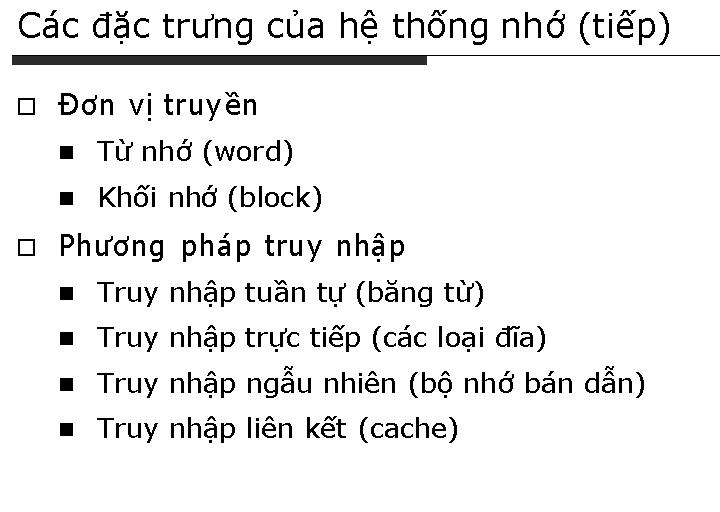 Các đặc trưng của hệ thống nhớ (tiếp)
Đơn vị truyền
Từ nhớ (word)
Khối nhớ (block)
Phương pháp truy nhập
Truy nhập tuần tự (băng từ)
Truy nhập trực tiếp (các loại đĩa)
Truy nhập ngẫu nhiên (bộ nhớ bán dẫn)
Truy nhập liên kết (cache)